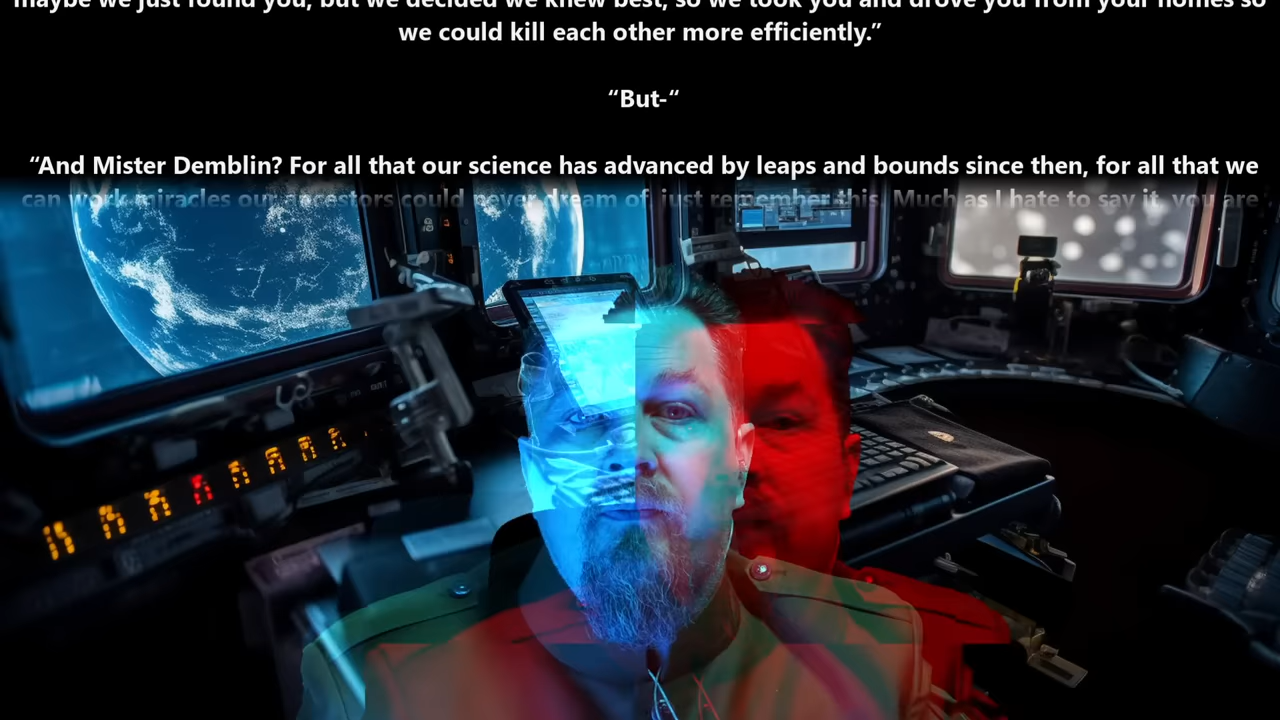 maybe we just found you, but we decided we knew best, so we took you and drove you from your homes so
we could kill each other more efficiently.”
“But-“
“And Mister Demblin? For all that our science has advanced by leaps and bounds since then, for all that we
can work miracles our ancestors could never dream of, just remember this. Much as I hate to say it, you are